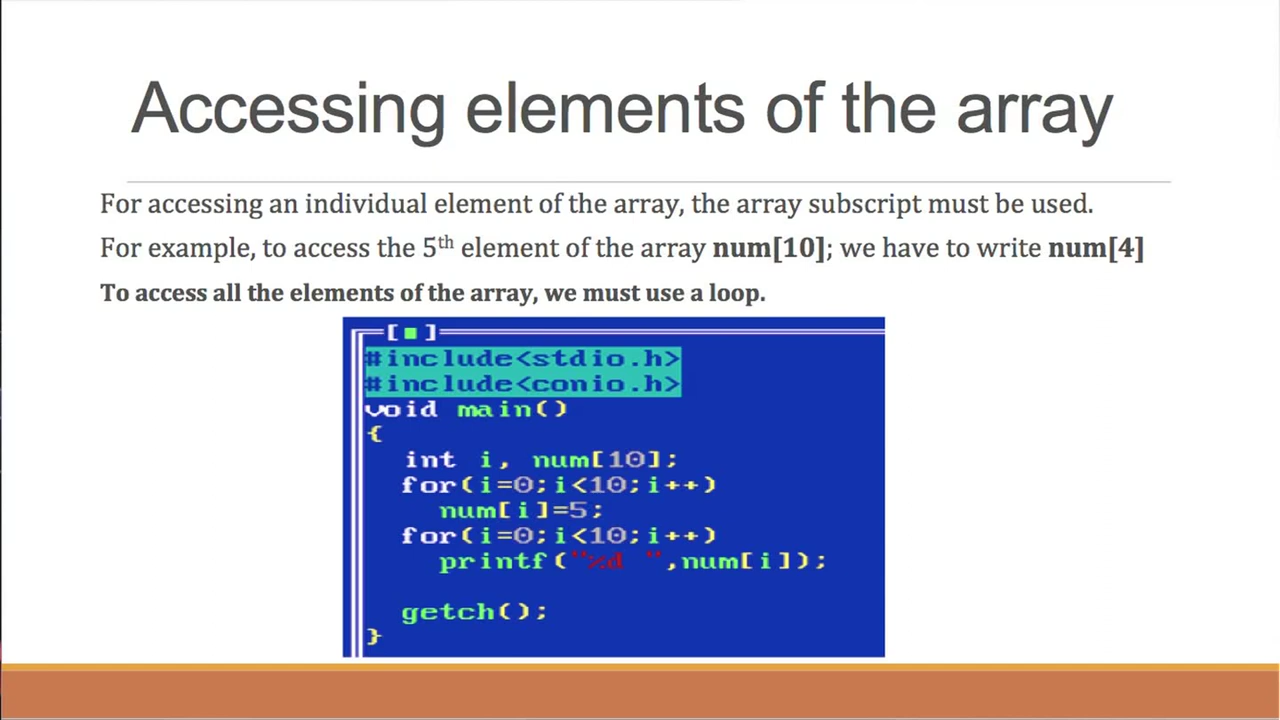 Accessing elements of the array
For accessing an individual element of the array, the array subscript must be used.
For example, to access the 5th element of the array num[10]; we have to write num[4]
To access all the elements of the array, we must use a loop.
[■]
#include<stdio.h>
#include<conio.h>
void main()
{
int i, num[10];
for(i=0;i<10;i++)
num[i]=5;
for(i=0;i<10;i++)
printf("%d ",num[i]);
getch();
}